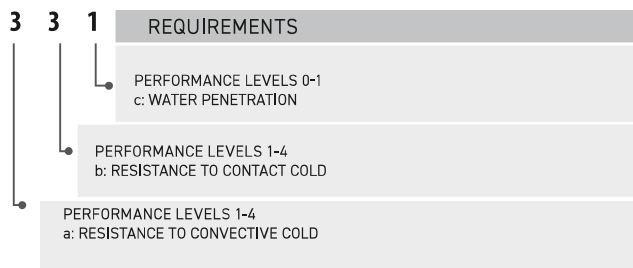 3 3 1 REQUIREMENTS
PERFORMANCE LEVELS 0-1
c: WATER PENETRATION
PERFORMANCE LEVELS 1-4
b: RESISTANCE TO CONTACT COLD
PERFORMANCE LEVELS 1-4
a: RESISTANCE TO CONVECTIVE COLD